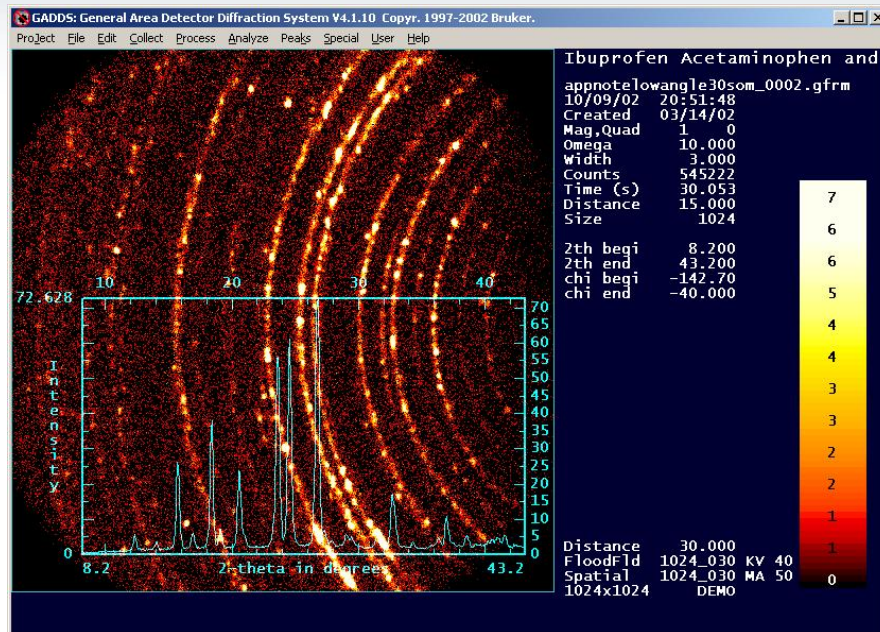 GADDS: General Area Detector Diffraction System V4.1.10 Copyr. 1997-2002 Bruker.
Project File Edit Collect Process Analyze Peaks Special User Help
Ibuprofen Acetaminophen and
appnotelowangle30som_0002.gfrm
10/09/02 20:51:48
Created 03/14/02
Mag,Quad 1 0
Omega 10.000
Width 3.000
Counts 545222
Time (s) 30.053
Distance 15.000
Size 1024
2th begi 8.200
2th end 43.200
chi begi -142.70
chi end -40.000
7
6
6
5
4
3
2
2
1
1
0
10 20 30 40
72.628
70
65
60
55
50
45
40
35
30
25
20
15
10
5
0
Intensity
0
8.2 2-theta in degrees 43.2
Distance 30.000
FloodFld 1024_030 KV 40
Spatial 1024_030 MA 50
1024x1024 DEMO